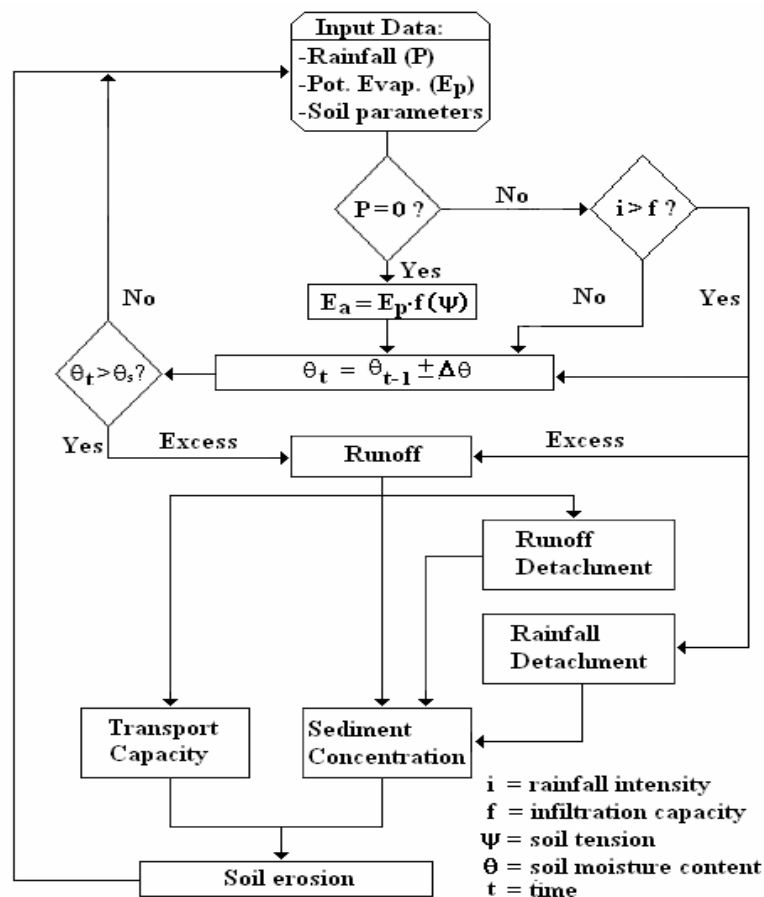 Input Data:
-Rainfall (P)
-Pot. Evap. (Ep)
-Soil parameters
P=0 ?
No
i > f ?
Yes
Ea = Ep·f(Ψ)
No
Yes
No
θt > θs?
θt = θt-1 ± Δθ
Yes
Excess
Runoff
Excess
Runoff
Detachment
Rainfall
Detachment
Transport
Capacity
Sediment
Concentration
i = rainfall intensity
f = infiltration capacity
Ψ = soil tension
θ = soil moisture content
t = time
Soil erosion